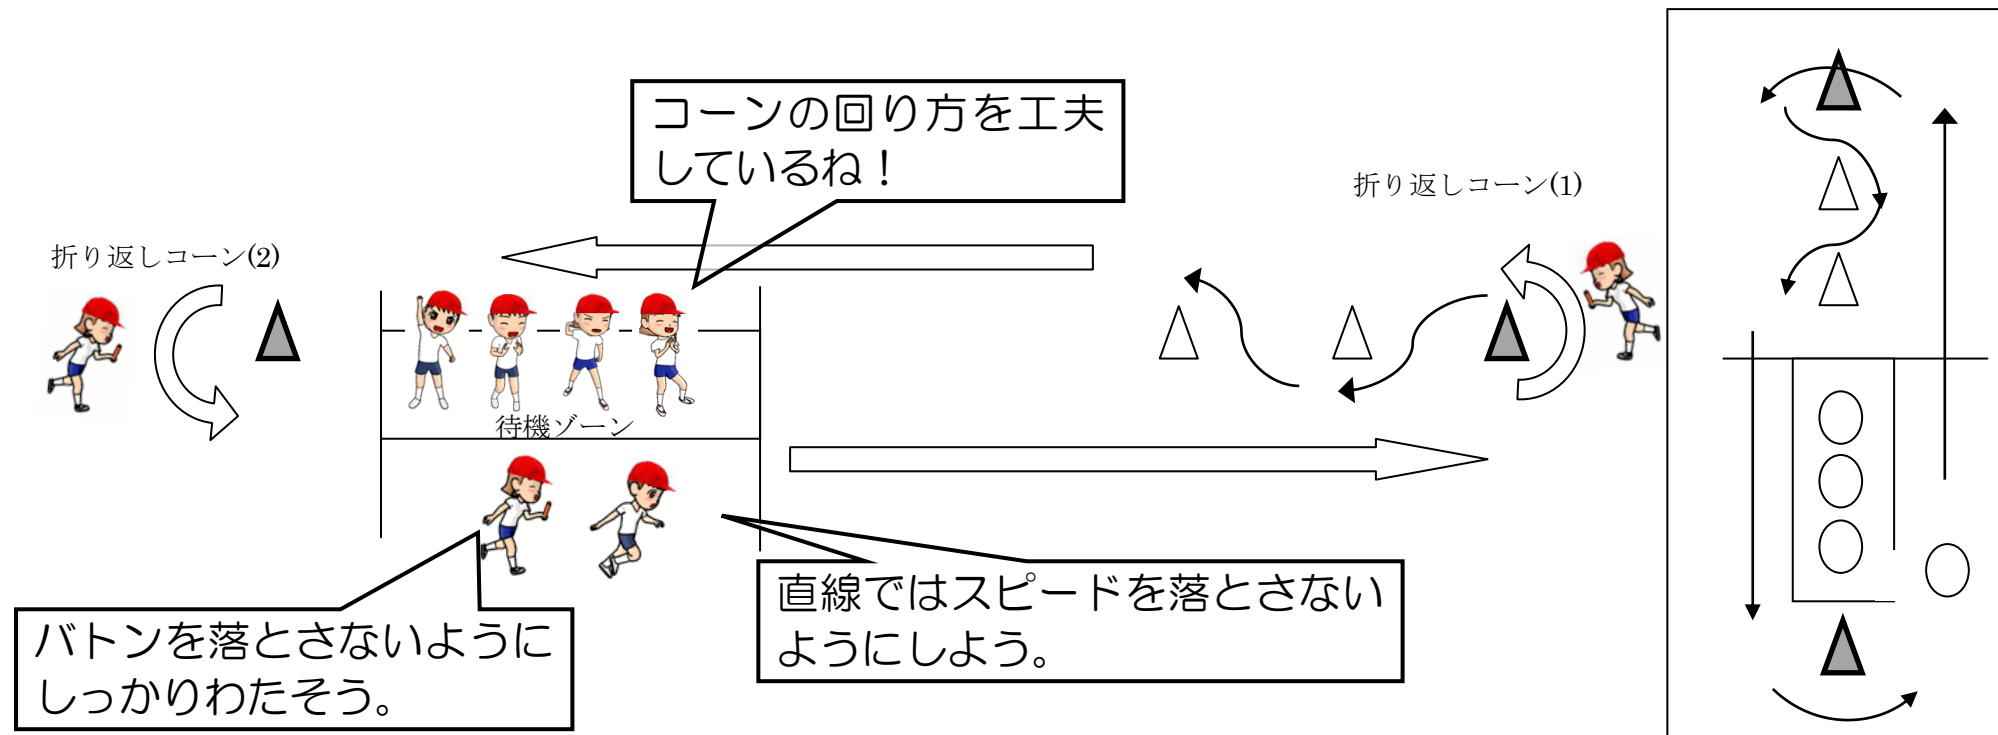 コーンの回り方を工夫
しているね！
折り返しコーン(1)
折り返しコーン(2)
待機ゾーン
直線ではスピードを落とさない
ようにしよう。
バトンを落とさないように
しっかりわたそう。